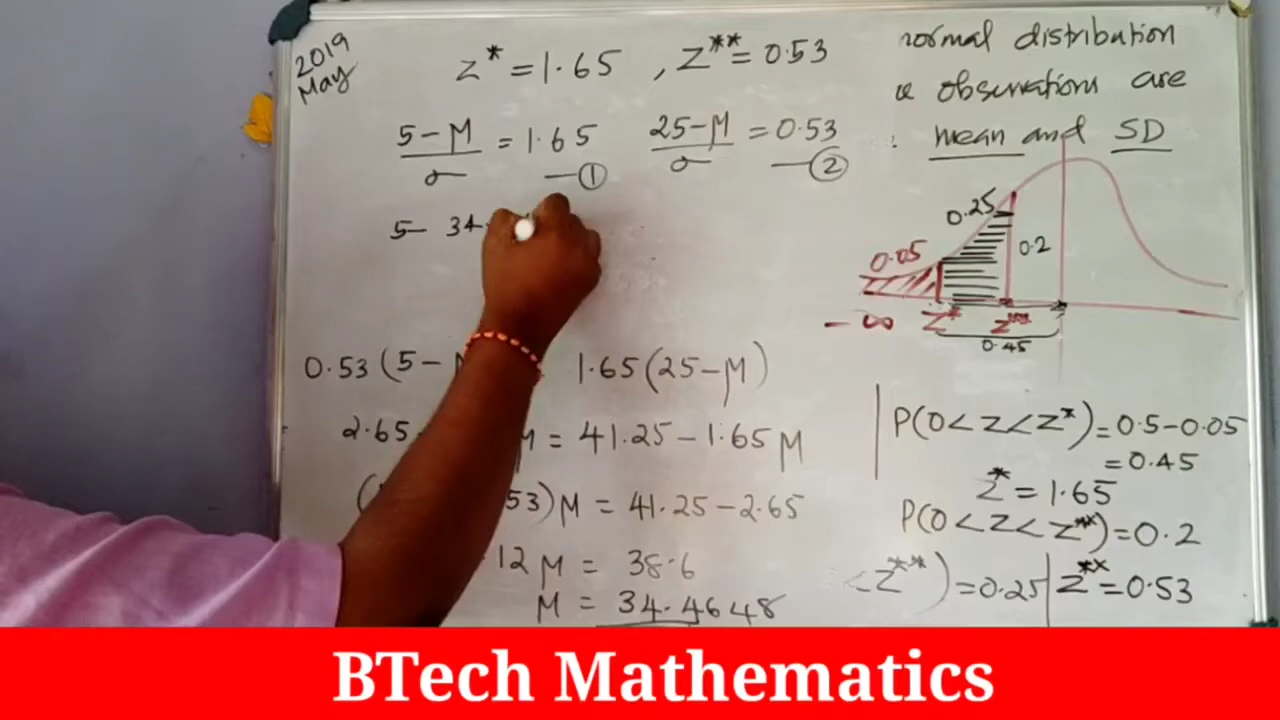 2019
May
z* = 1.65 , z** = 0.53
normal distribution
observations are
mean and SD
5-M/σ = 1.65 —①
25-M/σ = 0.53 —②
5- 34.
0.25
0.05
0.2
-∞ z* z**
0.45
0.53(5- 1.65(25-M)
2.65 M = 41.25-1.65M
53)M = 41.25-2.65
12M = 38.6
M = 34.4648
P(0<z<z*) = 0.5-0.05
= 0.45
z* = 1.65
P(0<z<z**) = 0.2
<z**) = 0.25 | z** = 0.53
BTech Mathematics